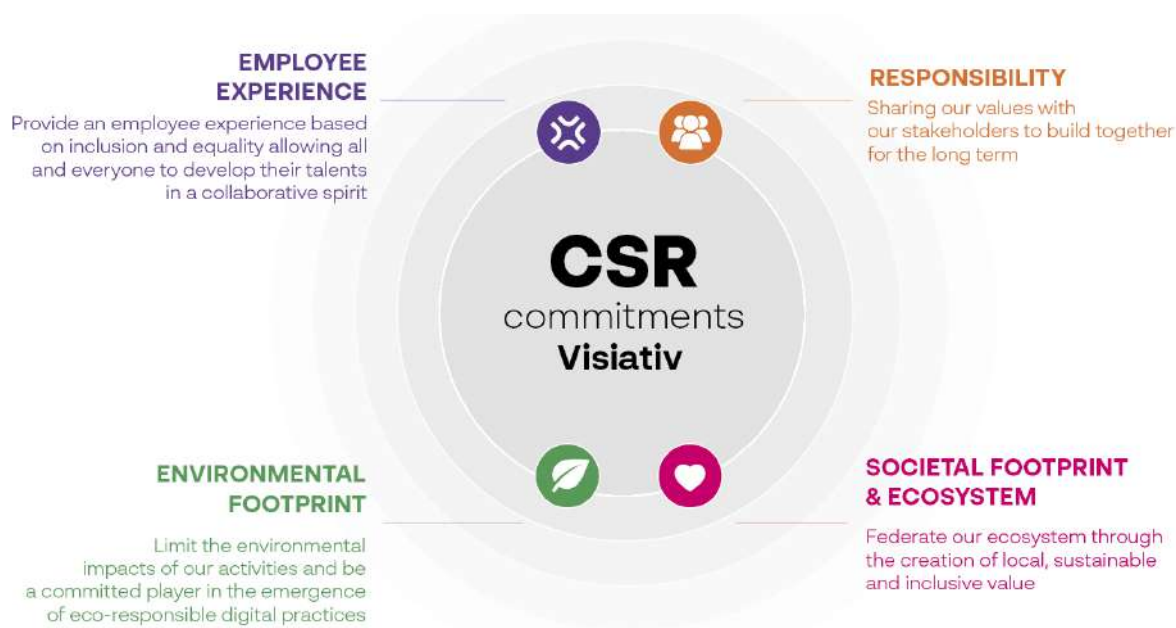 EMPLOYEE
EXPERIENCE
Provide an employee experience based
on inclusion and equality allowing all
and everyone to develop their talents
in a collaborative spirit
RESPONSIBILITY
Sharing our values with
our stakeholders to build together
for the long term
CSR
commitments
Visiativ
ENVIRONMENTAL
FOOTPRINT
Limit the environmental
impacts of our activities and be
a committed player in the emergence
of eco-responsible digital practices
SOCIETAL FOOTPRINT
& ECOSYSTEM
Federate our ecosystem through
the creation of local, sustainable
and inclusive value